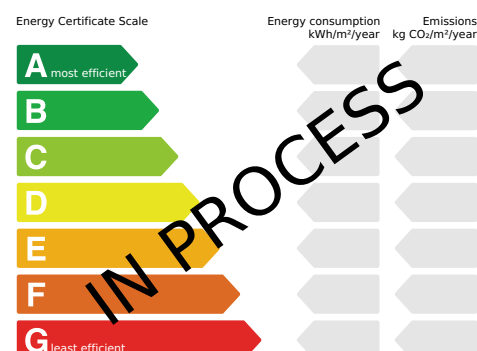 Energy Certificate Scale
Energy consumption
kWh/m²/year
Emissions
kg CO₂/m²/year
A most efficient
B
C
D
E
F
G least efficient
IN PROCESS